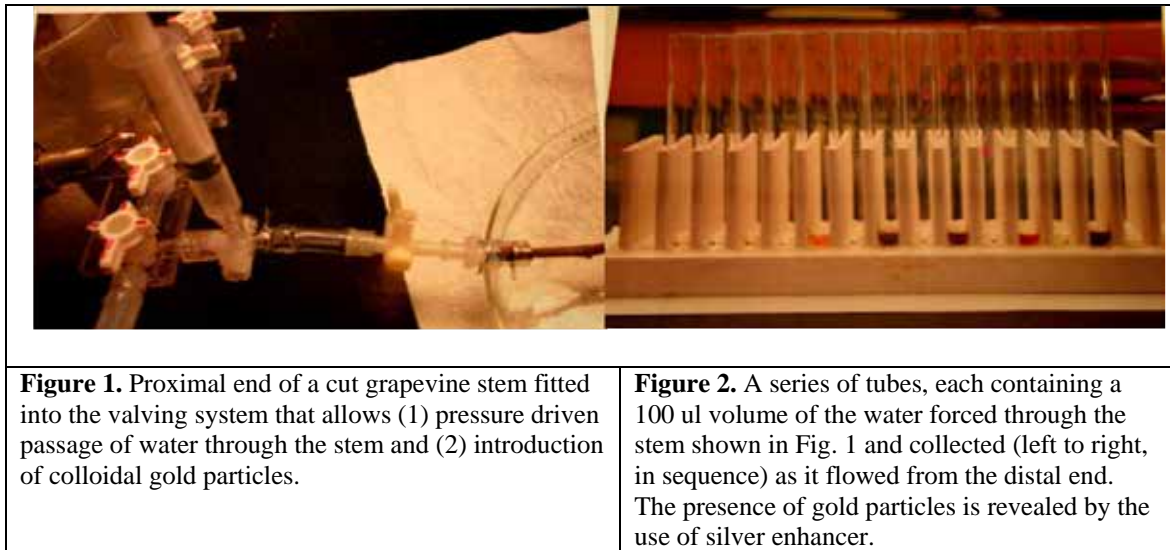 Figure 1. Proximal end of a cut grapevine stem fitted
into the valving system that allows (1) pressure driven
passage of water through the stem and (2) introduction
of colloidal gold particles.
Figure 2. A series of tubes, each containing a
100 ul volume of the water forced through the
stem shown in Fig. 1 and collected (left to right,
in sequence) as it flowed from the distal end.
The presence of gold particles is revealed by the
use of silver enhancer.